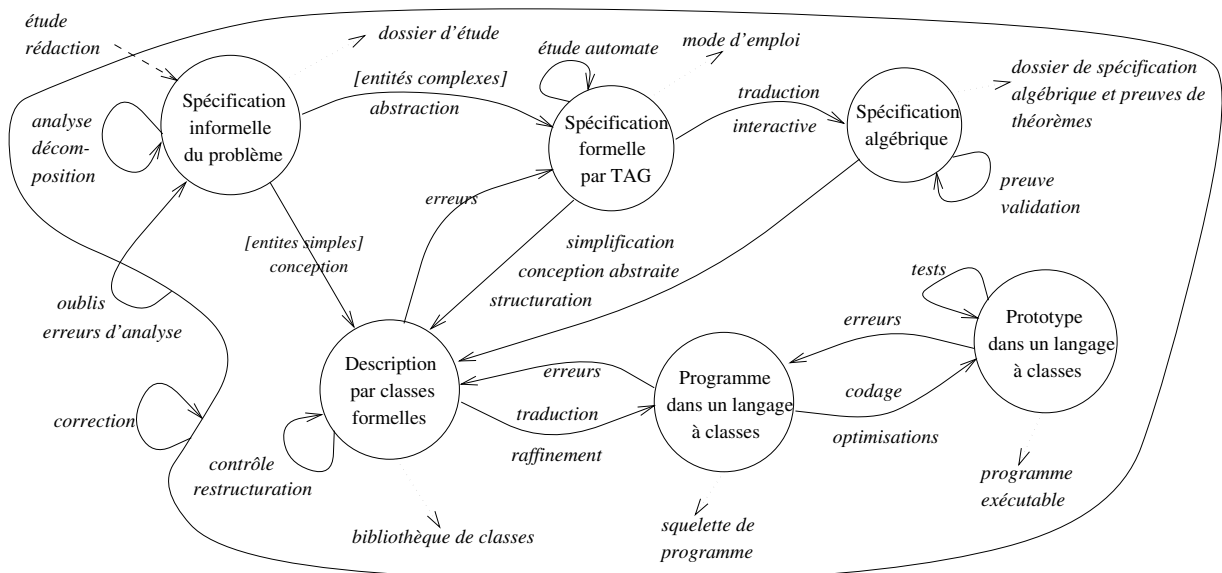 étude
rédaction
dossier d'étude
étude automate
mode d'emploi
[entités complexes]
abstraction
dossier de spécification
algébrique et preuves de
théorèmes
traduction
interactive
Spécification
informelle
du problème
Spécification
formelle
par TAG
Spécification
algébrique
analyse
décom-
position
erreurs
preuve
validation
[entites simples]
conception
simplification
conception abstraite
structuration
oublis
erreurs d'analyse
tests
Prototype
dans un langage
à classes
erreurs
Description
par classes
formelles
erreurs
Programme
dans un langage
à classes
codage
optimisations
traduction
raffinement
correction
contrôle
restructuration
programme
exécutable
bibliothèque de classes
squelette de
programme